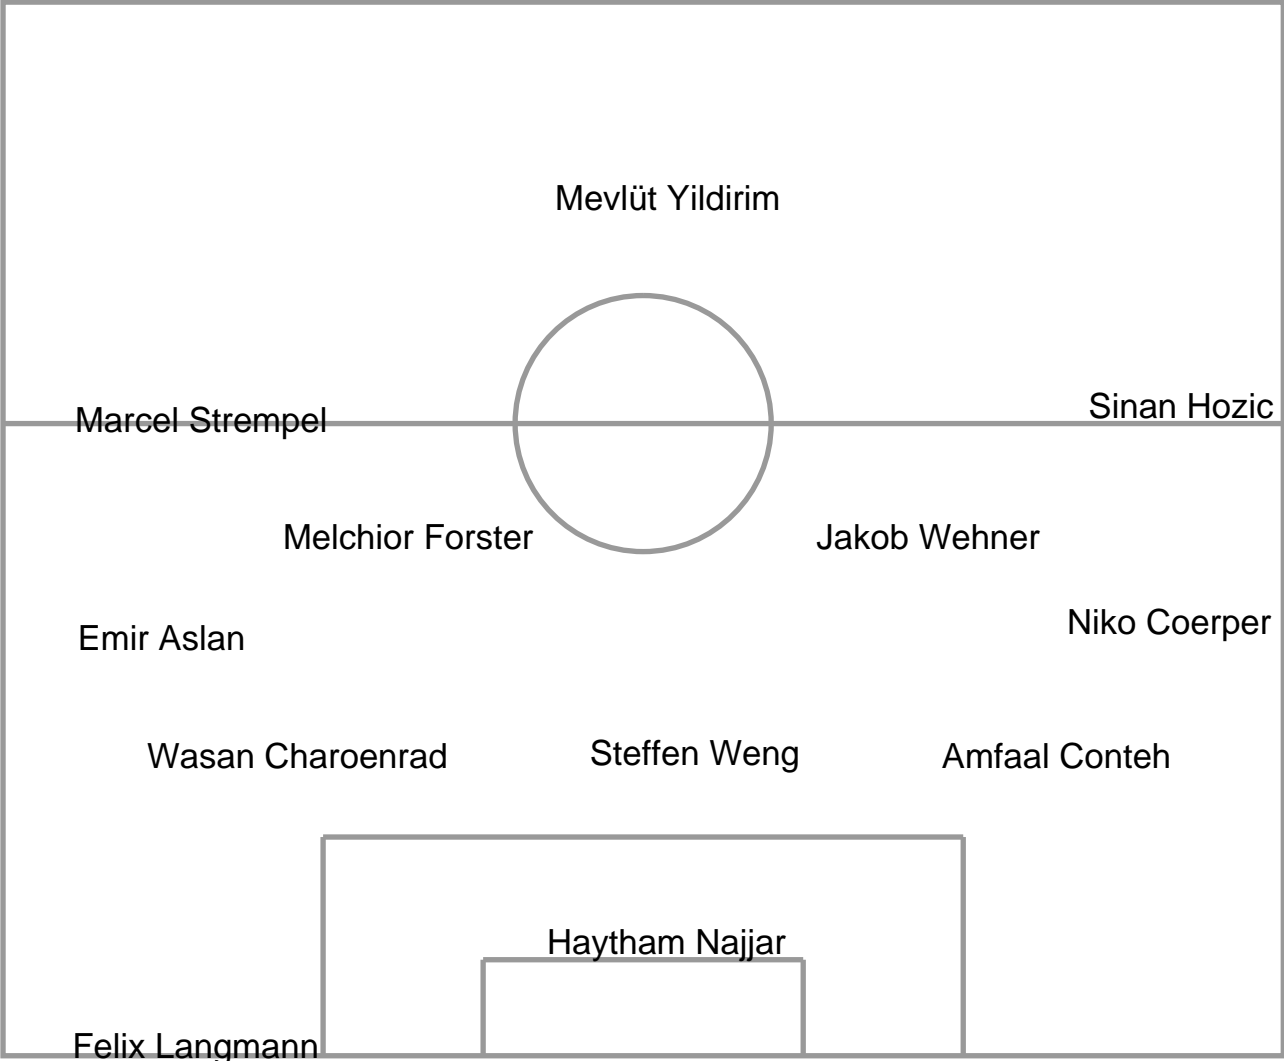 Mevlüt Yildirim
Sinan Hozic
Marcel Strempel
Melchior Forster
Jakob Wehner
Niko Coerper
Emir Aslan
Wasan Charoenrad
Steffen Weng
Amfaal Conteh
Haytham Najjar
Felix Langmann